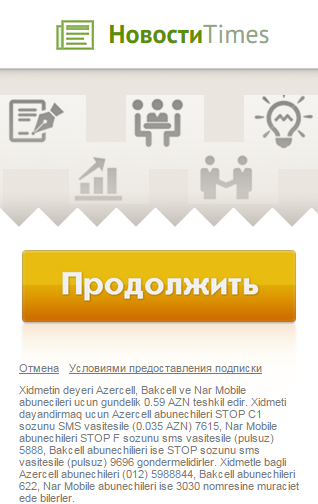 НовостиTimes
Продолжить
Отмена Условиями предоставления подписки
Xidmetin deyeri Azercell, Bakcell ve Nar Mobile
abunecileri ucun gundelik 0.59 AZN teshkil edir. Xidmeti
dayandirmaq ucun Azercell abunechileri STOP C1
sozunu SMS vasitesile (0.035 AZN) 7615, Nar Mobile
abunechileri STOP F sozunu sms vasitesile (pulsuz)
5888, Bakcell abunechileri ise STOP sozunu sms
vasitesile (pulsuz) 9696 gondermelidirler. Xidmetle bagli
Azercell abunechileri (012) 5988844, Bakcell abunechileri
622, Nar Mobile abunechileri ise 3030 nomresine muraciet
ede bilerler.